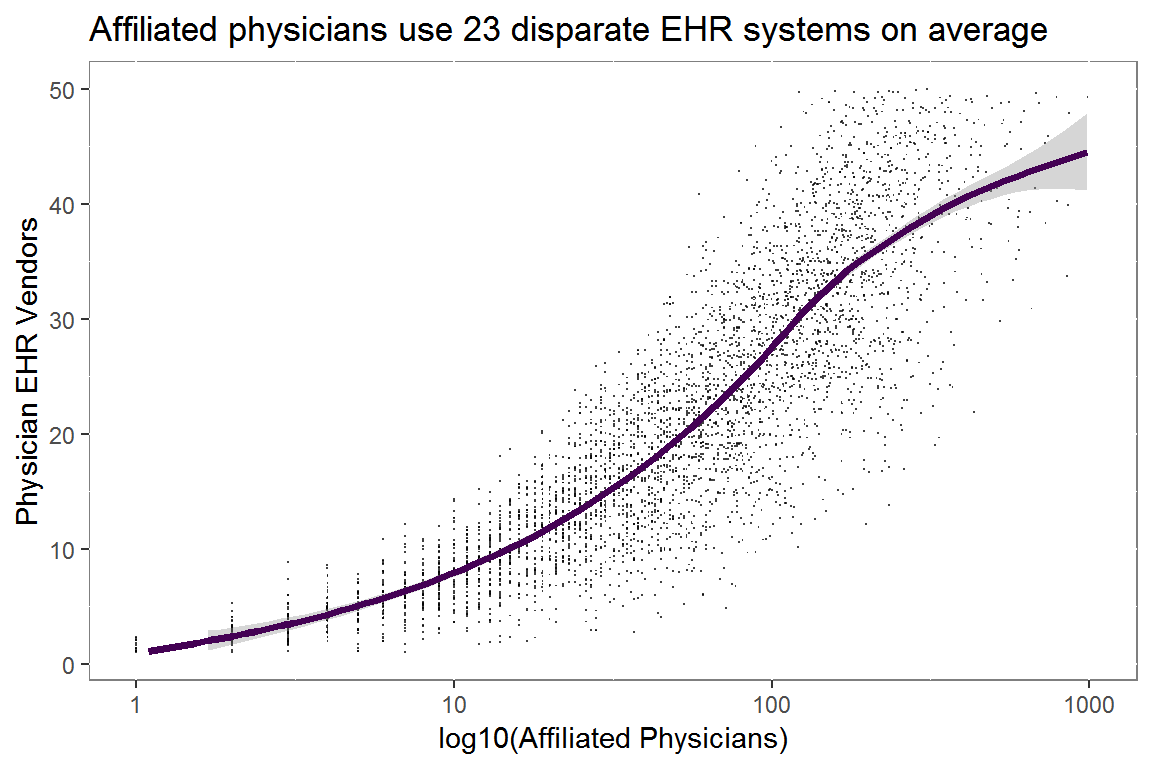 Affiliated physicians use 23 disparate EHR systems on average
50
40
30
20
10
0
Physician EHR Vendors
1 10 100 1000
log10(Affiliated Physicians)